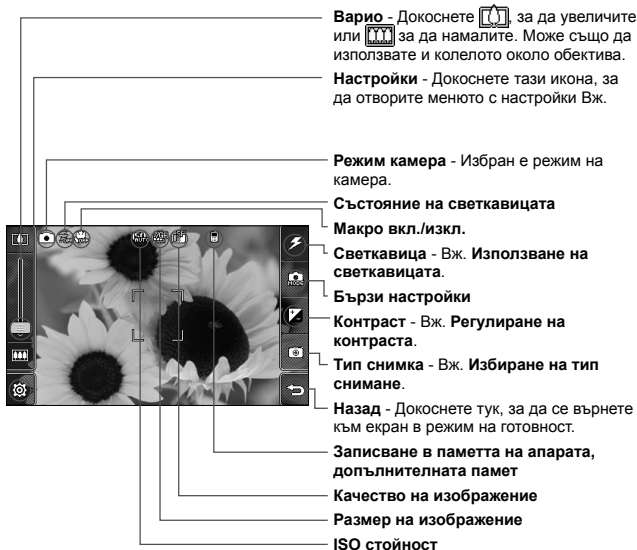 Варио - Докоснете , за да увеличите
или за да намалите. Може също да
използвате и колелото около обектива.
Настройки - Докоснете тази икона, за
да отворите менюто с настройки Вж.
Режим камера - Избран е режим на
камера.
Състояние на светкавицата
Макро вкл./изкл.
Светкавица - Вж. Използване на
светкавицата.
Бързи настройки
Контраст - Вж. Регулиране на
контраста.
Тип снимка - Вж. Избиране на тип
снимане.
Назад - Докоснете тук, за да се върнете
към екран в режим на готовност.
Записване в паметта на апарата,
допълнителната памет
Качество на изображение
Размер на изображение
ISO стойност
ISO
AUTO
MODE